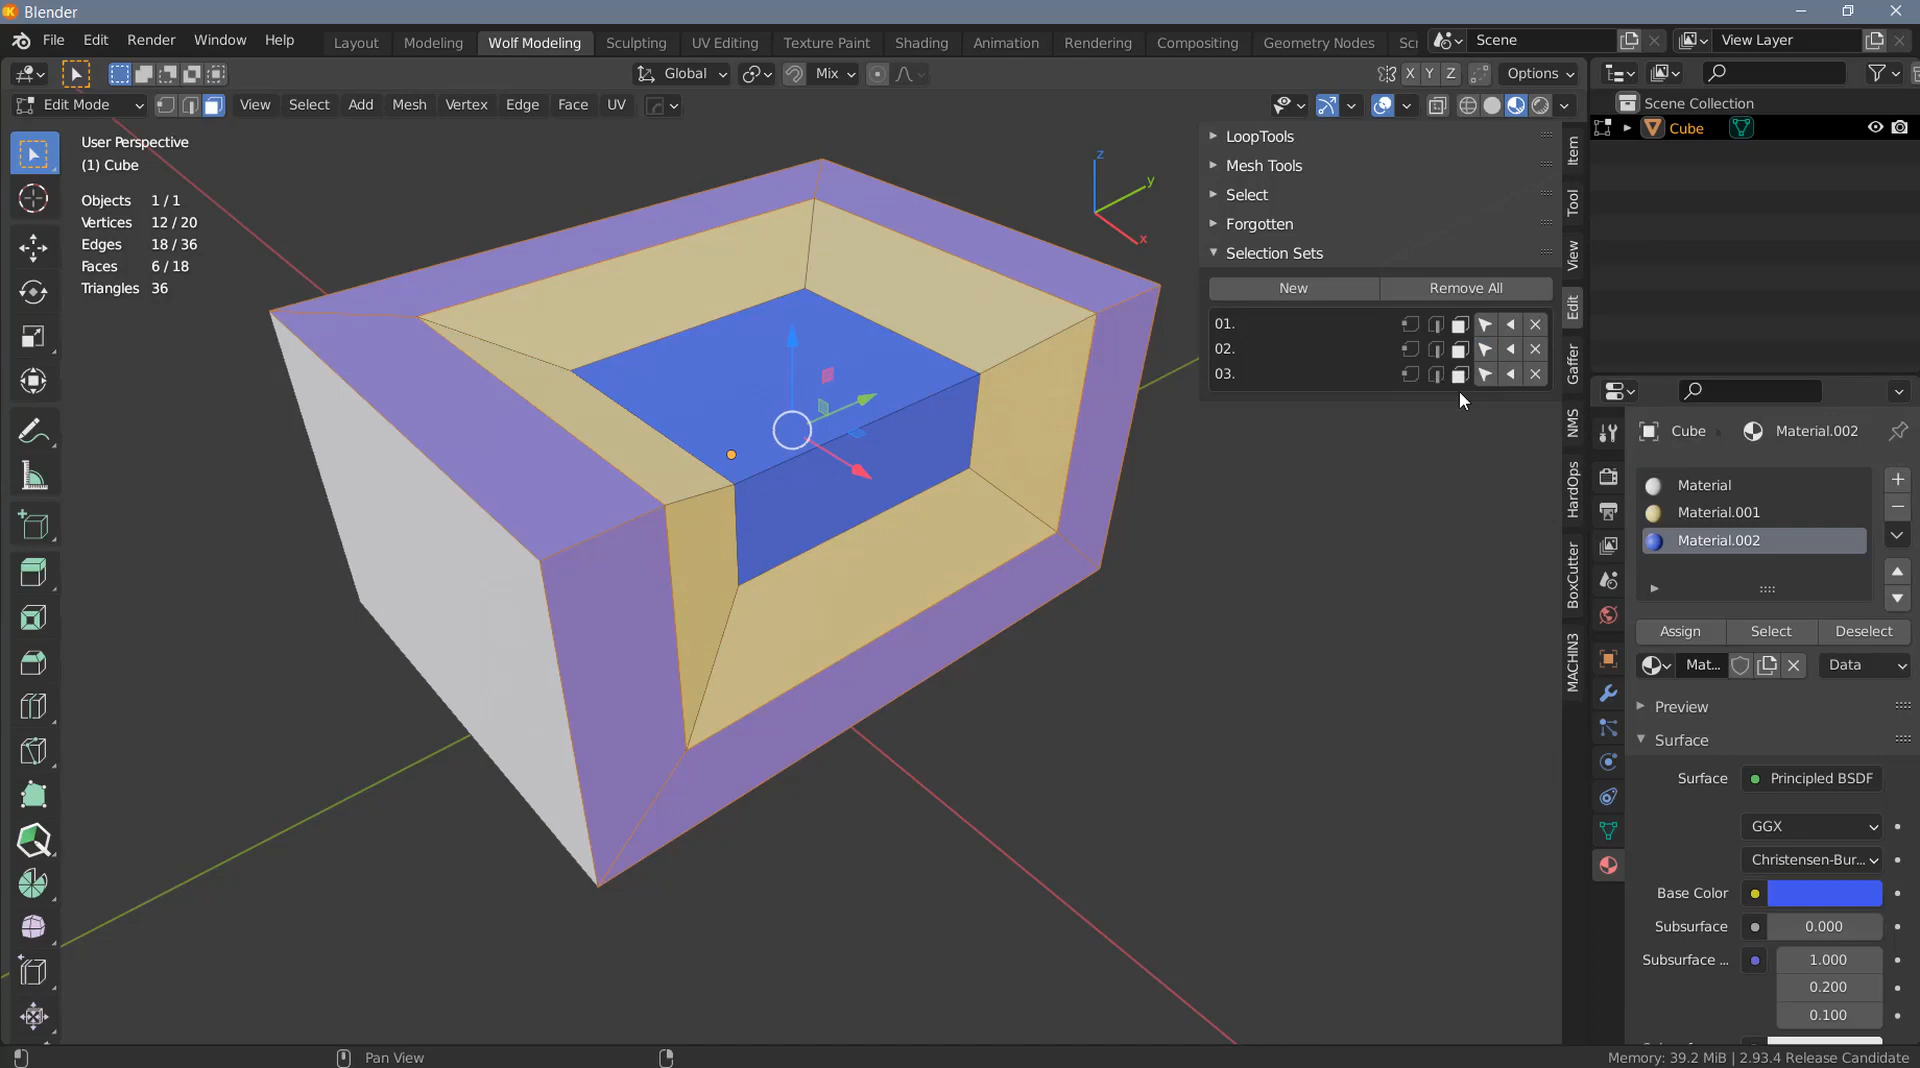 Blender
File Edit Render Window Help
Layout Modeling Wolf Modeling Sculpting UV Editing Texture Paint Shading Animation Rendering Compositing Geometry Nodes Sc
Scene
View Layer
Global
Mix
X Y Z
Options
Edit Mode
View Select Add Mesh Vertex Edge Face UV
User Perspective
(1) Cube
Objects 1 / 1
Vertices 12 / 20
Edges 18 / 36
Faces 6 / 18
Triangles 36
z
y
x
LoopTools
Mesh Tools
Select
Forgotten
Selection Sets
New Remove All
01.
02.
03.
Item
Tool
View
Edit
Gaffer
NMS
HardOps
BoxCutter
MACHIN3
Scene Collection
Cube
Cube Material.002
Material
Material.001
Material.002
Assign Select Deselect
Mat... Data
Preview
Surface
Surface Principled BSDF
GGX
Christensen-Bur...
Base Color
Subsurface 0.000
Subsurface ... 1.000
0.200
0.100
Pan View
Memory: 39.2 MiB | 2.93.4 Release Candidate